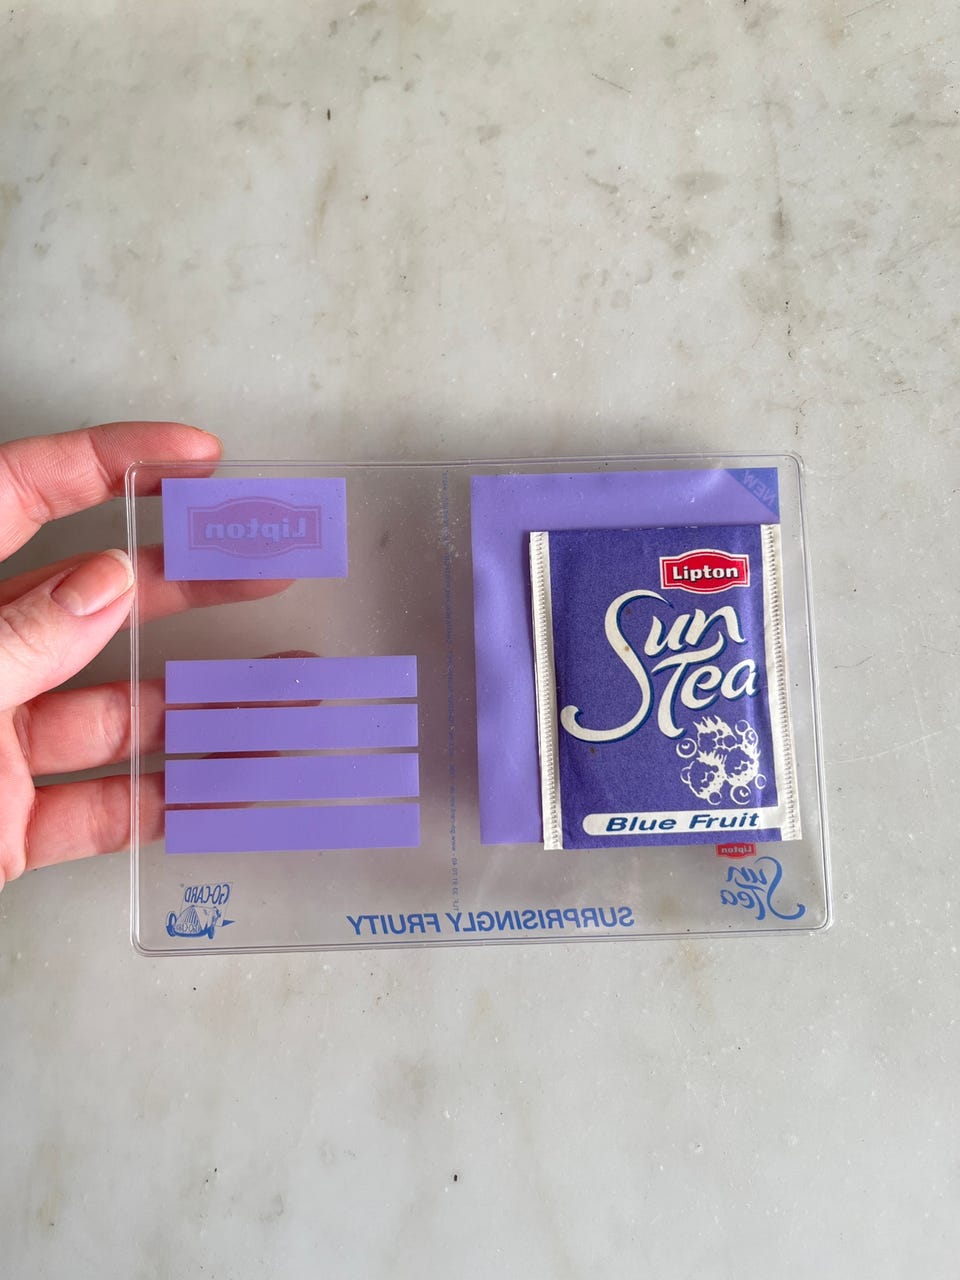 Lipton
NEW
Lipton
Sun
Tea
Blue Fruit
Lipton
Sun
Tea
GO-CARD
SURPRISINGLY FRUITY